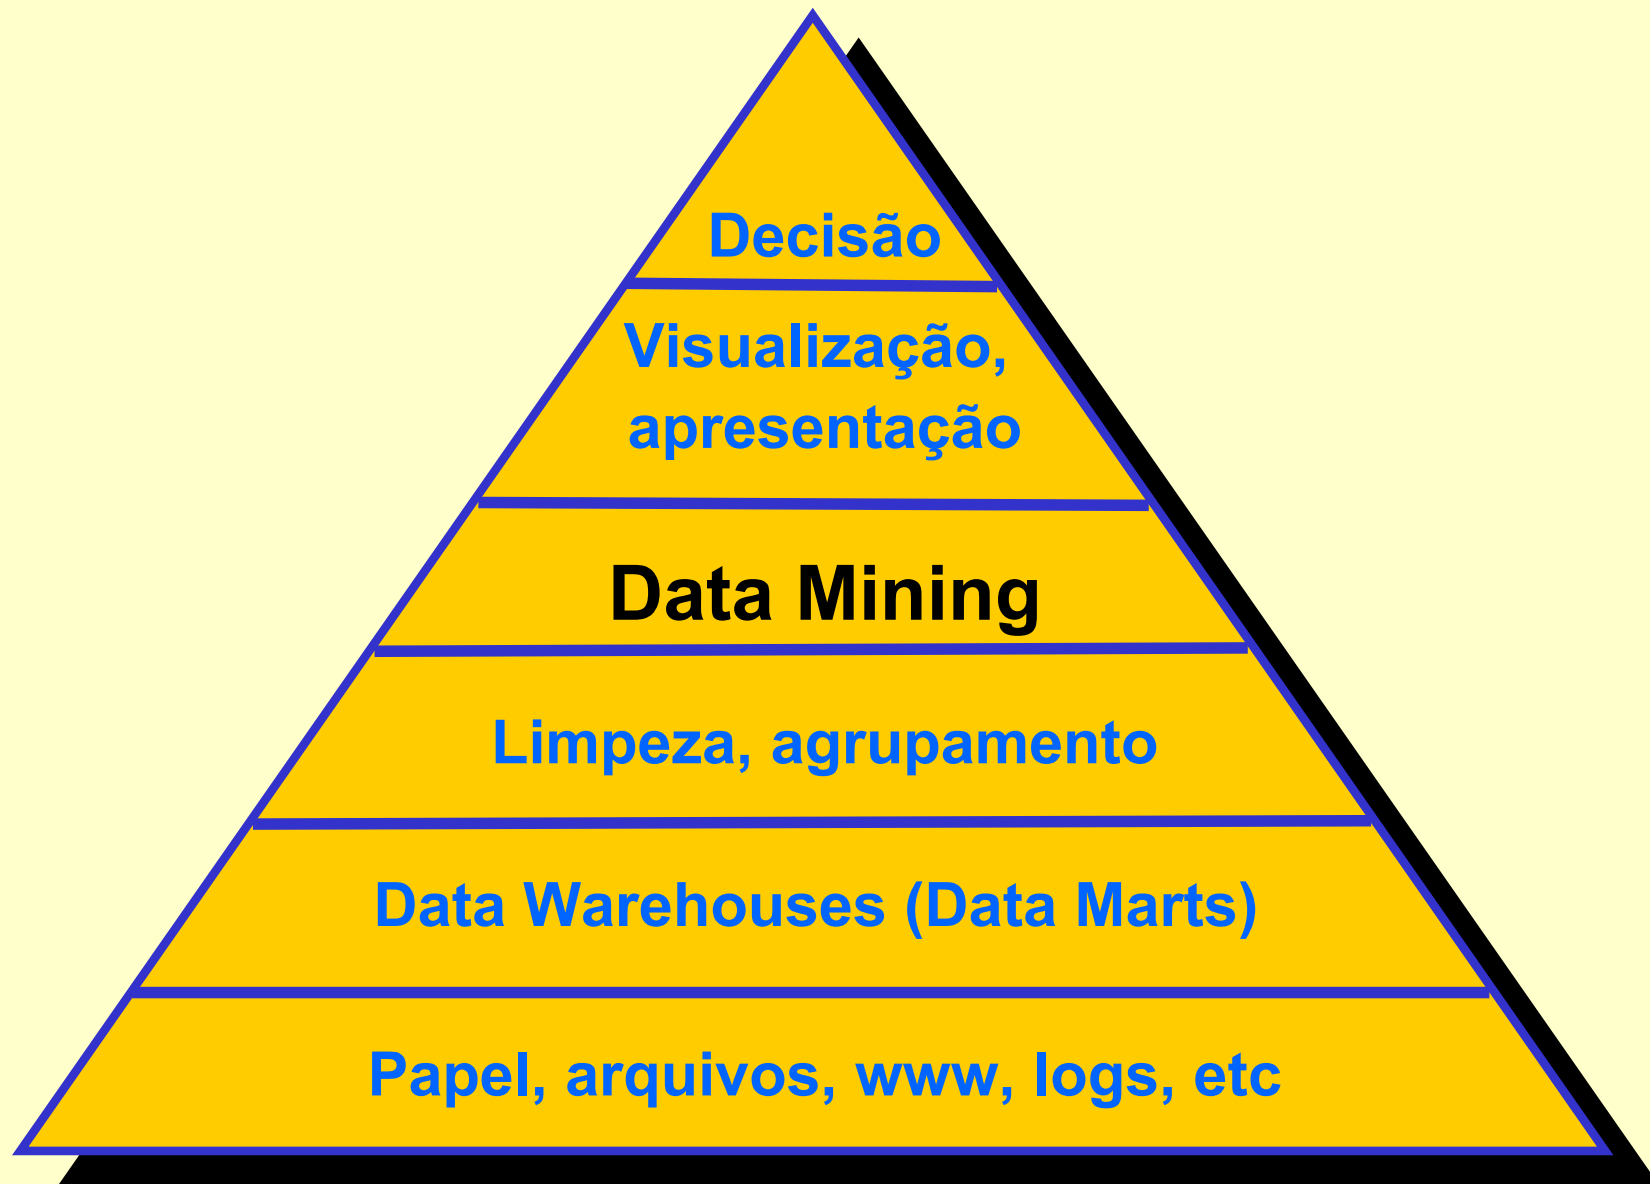 Decisão
Visualização,
apresentação
Data Mining
Limpeza, agrupamento
Data Warehouses (Data Marts)
Papel, arquivos, www, logs, etc